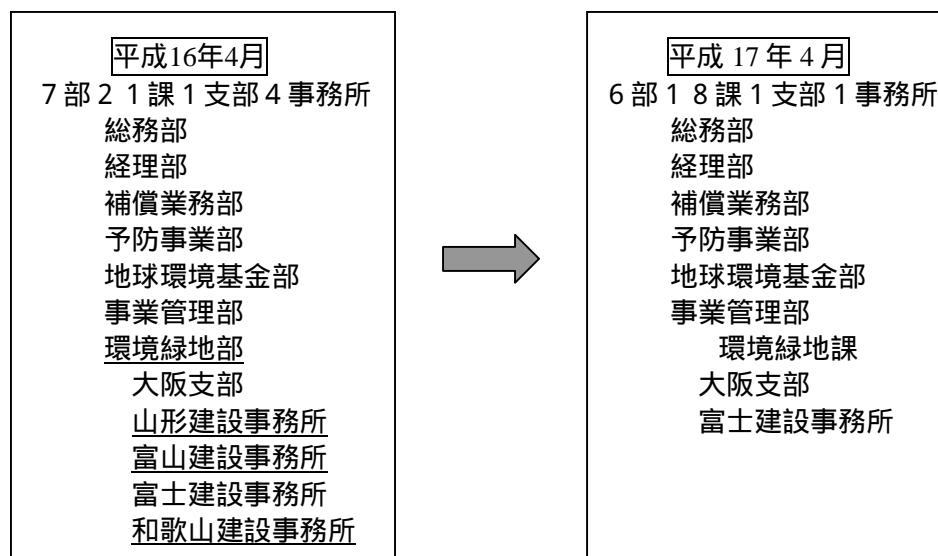 平成16年4月
7部21課1支部4事務所
総務部
経理部
補償業務部
予防事業部
地球環境基金部
事業管理部
環境緑地部
大阪支部
山形建設事務所
富山建設事務所
富士建設事務所
和歌山建設事務所
平成 17 年 4 月
6部18課1支部1事務所
総務部
経理部
補償業務部
予防事業部
地球環境基金部
事業管理部
環境緑地課
大阪支部
富士建設事務所